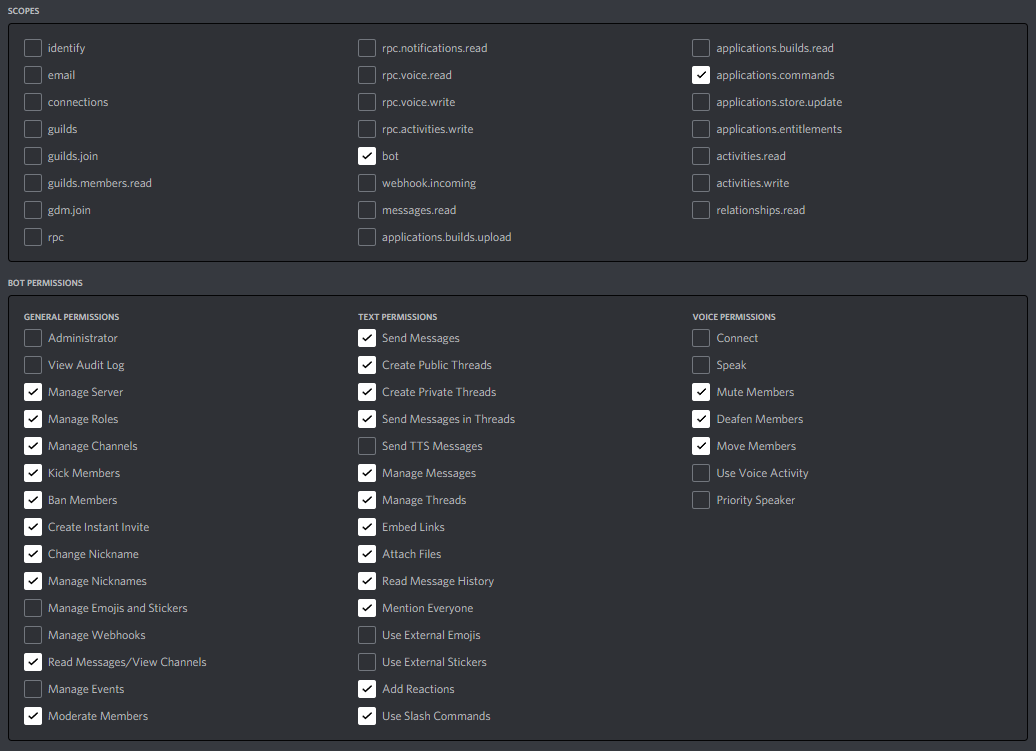 SCOPES
identify
email
connections
guilds
guilds.join
guilds.members.read
gdm.join
rpc
rpc.notifications.read
rpc.voice.read
rpc.voice.write
rpc.activities.write
bot
webhook.incoming
messages.read
applications.builds.upload
applications.builds.read
applications.commands
applications.store.update
applications.entitlements
activities.read
activities.write
relationships.read
BOT PERMISSIONS
GENERAL PERMISSIONS
Administrator
View Audit Log
Manage Server
Manage Roles
Manage Channels
Kick Members
Ban Members
Create Instant Invite
Change Nickname
Manage Nicknames
Manage Emojis and Stickers
Manage Webhooks
Read Messages/View Channels
Manage Events
Moderate Members
TEXT PERMISSIONS
Send Messages
Create Public Threads
Create Private Threads
Send Messages in Threads
Send TTS Messages
Manage Messages
Manage Threads
Embed Links
Attach Files
Read Message History
Mention Everyone
Use External Emojis
Use External Stickers
Add Reactions
Use Slash Commands
VOICE PERMISSIONS
Connect
Speak
Mute Members
Deafen Members
Move Members
Use Voice Activity
Priority Speaker